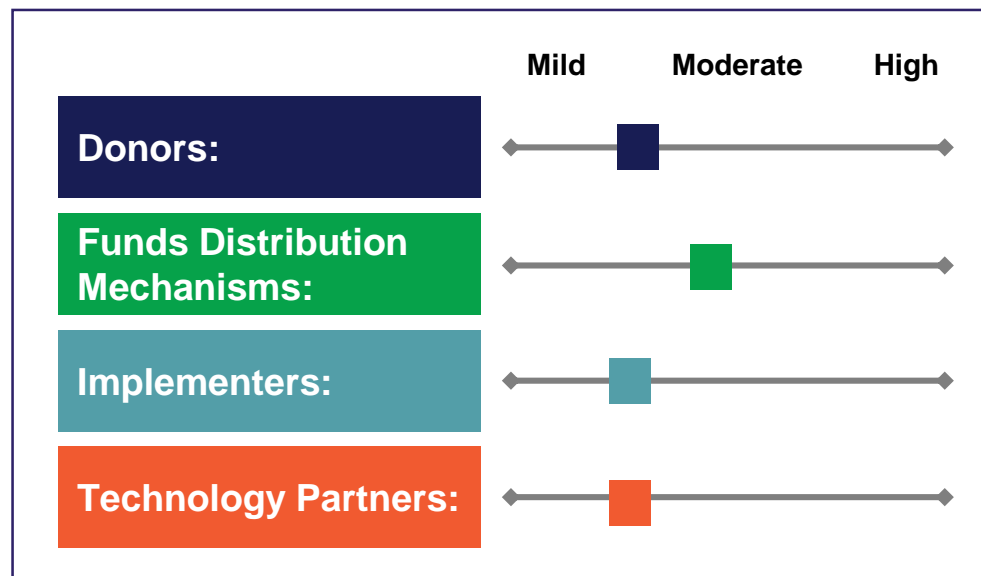 Mild Moderate High
Donors:
Funds Distribution
Mechanisms:
Implementers:
Technology Partners: